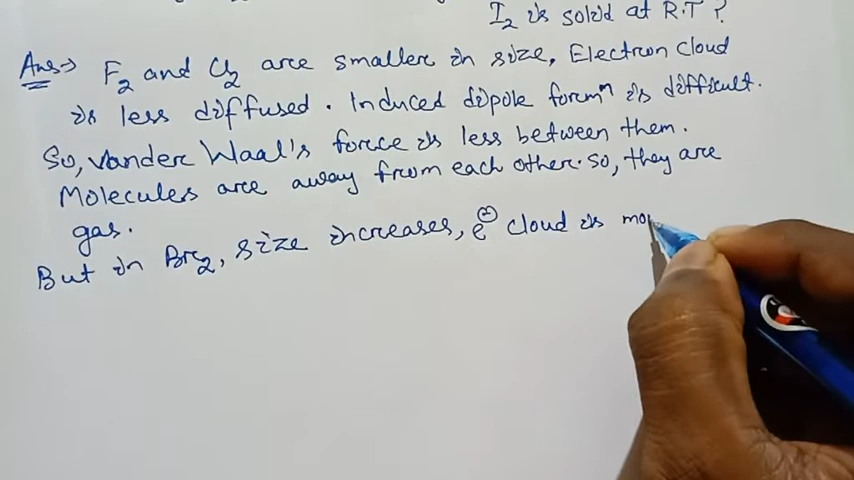 I₂ is solid at R.T ?
Ans→ F₂ and Cl₂ are smaller in size, Electron cloud
is less diffused. Induced dipole formⁿ is difficult.
So, Vander Waal's force is less between them.
Molecules are away from each other. So, they are
gas.
But in Br₂, size increases, e⊖ cloud is mo